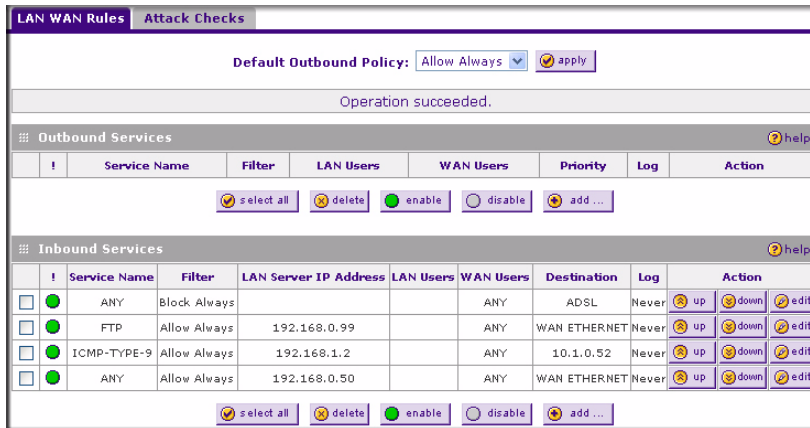 LAN WAN Rules Attack Checks
Default Outbound Policy: Allow Always apply
Operation succeeded.
Outbound Services help
! Service Name Filter LAN Users WAN Users Priority Log Action
select all delete enable disable add ...
Inbound Services help
! Service Name Filter LAN Server IP Address LAN Users WAN Users Destination Log Action
ANY Block Always ANY ADSL Never up down edit
FTP Allow Always 192.168.0.99 ANY WAN ETHERNET Never up down edit
ICMP-TYPE-9 Allow Always 192.168.1.2 ANY 10.1.0.52 Never up down edit
ANY Allow Always 192.168.0.50 ANY WAN ETHERNET Never up down edit
select all delete enable disable add ...